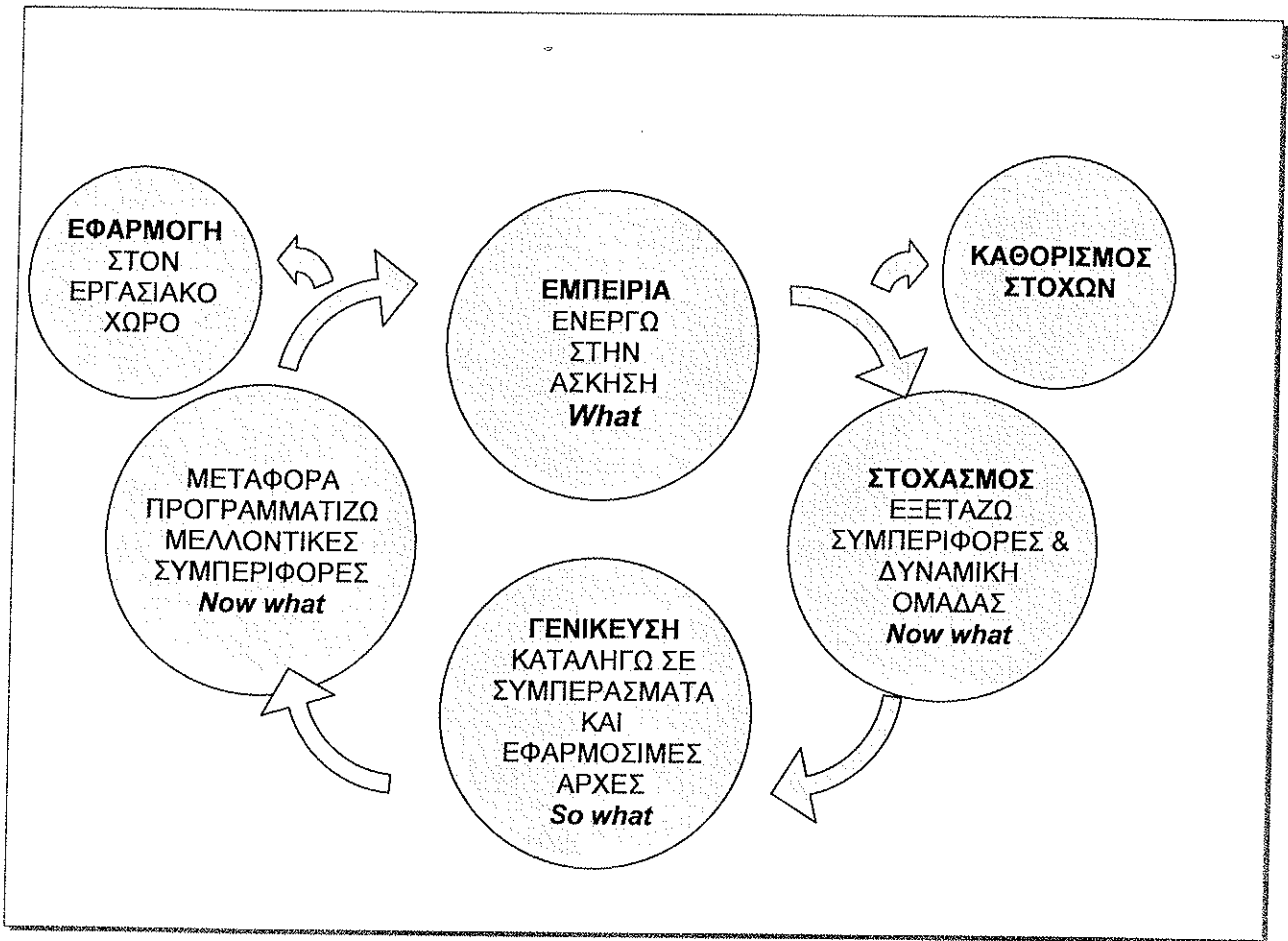 ΕΦΑΡΜΟΓΗ
ΣΤΟΝ
ΕΡΓΑΣΙΑΚΟ
ΧΩΡΟ
ΕΜΠΕΙΡΙΑ
ΕΝΕΡΓΩ
ΣΤΗΝ
ΑΣΚΗΣΗ
What
ΚΑΘΟΡΙΣΜΟΣ
ΣΤΟΧΩΝ
ΣΤΟΧΑΣΜΟΣ
ΕΞΕΤΑΖΩ
ΣΥΜΠΕΡΙΦΟΡΕΣ &
ΔΥΝΑΜΙΚΗ
ΟΜΑΔΑΣ
Now what
ΓΕΝΙΚΕΥΣΗ
ΚΑΤΑΛΗΓΩ ΣΕ
ΣΥΜΠΕΡΑΣΜΑΤΑ
ΚΑΙ
ΕΦΑΡΜΟΣΙΜΕΣ
ΑΡΧΕΣ
So what
ΜΕΤΑΦΟΡΑ
ΠΡΟΓΡΑΜΜΑΤΙΖΩ
ΜΕΛΛΟΝΤΙΚΕΣ
ΣΥΜΠΕΡΙΦΟΡΕΣ
Now what